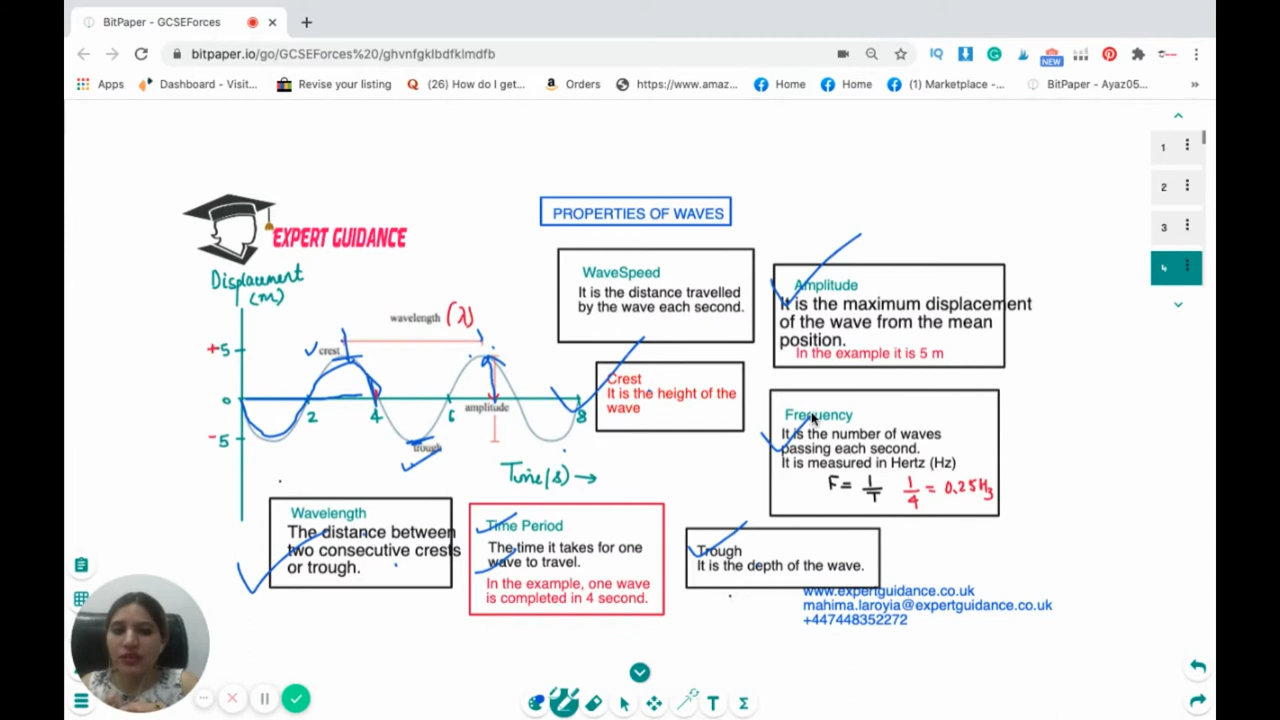 BitPaper - GCSEForces
bitpaper.io/go/GCSEForces%20/ghvnfgklbdfklmdfb
NEW
Apps
Dashboard - Visit...
Revise your listing
(26) How do I get...
Orders
https://www.amaz...
Home
Home
(1) Marketplace -...
BitPaper - Ayaz05...
1
2
3
4
PROPERTIES OF WAVES
EXPERT GUIDANCE
Displacement
(m)
wavelength (λ)
+5
crest
0
2
4
6
8
amplitude
-5
trough
Time(s) →
WaveSpeed
It is the distance travelled
by the wave each second.
Amplitude
It is the maximum displacement
of the wave from the mean
position.
In the example it is 5 m
Crest
It is the height of the
wave
Frequency
It is the number of waves
passing each second.
It is measured in Hertz (Hz)
F = 1/T 1/4 = 0.25Hz
Wavelength
The distance between
two consecutive crests
or trough.
Time Period
The time it takes for one
wave to travel.
In the example, one wave
is completed in 4 second.
Trough
It is the depth of the wave.
www.expertguidance.co.uk
mahima.laroyia@expertguidance.co.uk
+447448352272
T
Σ